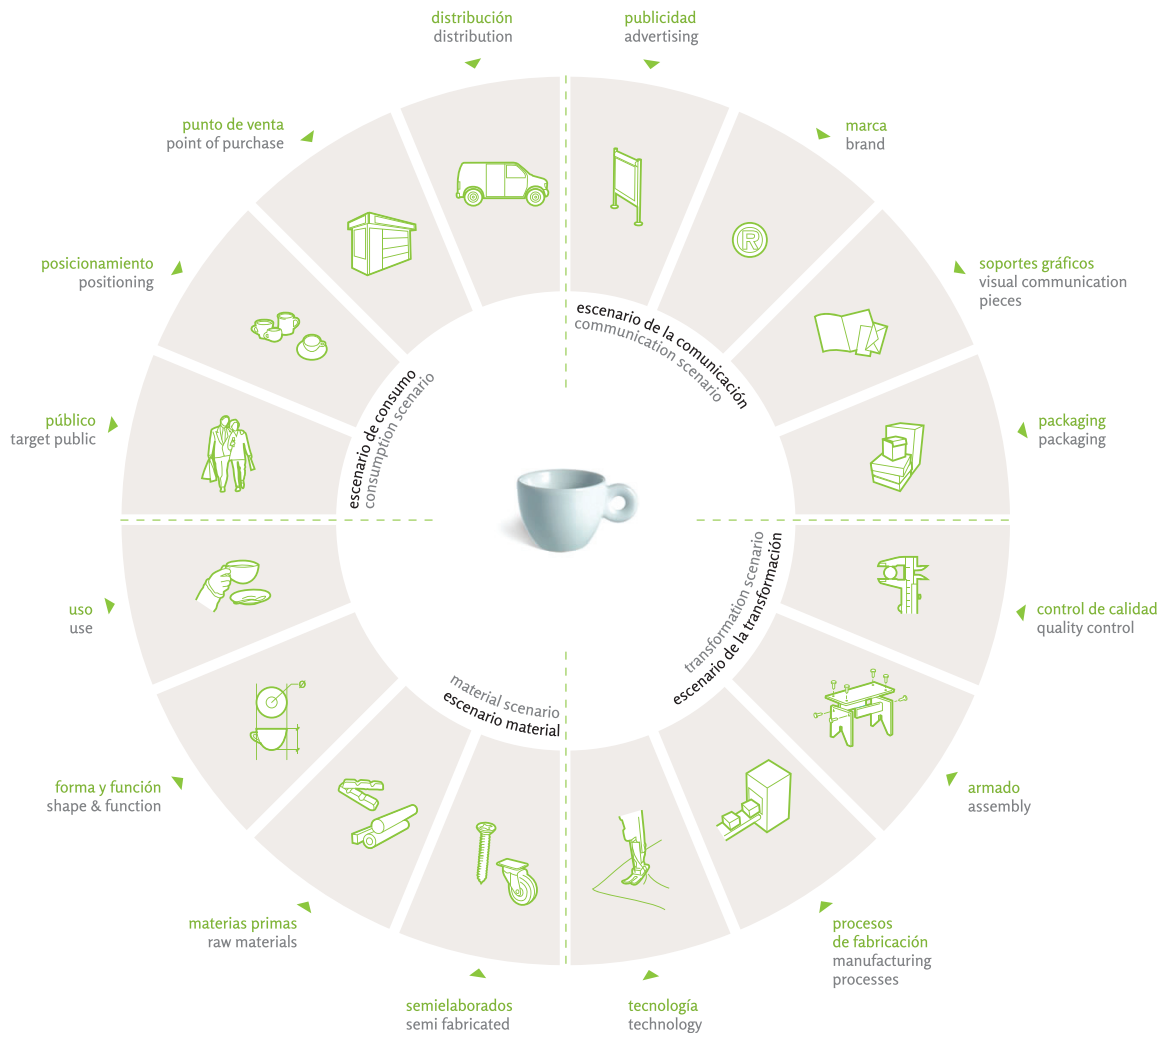 distribución
distribution
publicidad
advertising
punto de venta
point of purchase
marca
brand
posicionamiento
positioning
soportes gráficos
visual communication
pieces
público
target public
packaging
packaging
escenario de la comunicación
communication scenario
escenario de consumo
consumption scenario
transformation scenario
escenario de la transformación
material scenario
escenario material
uso
use
control de calidad
quality control
forma y función
shape & function
armado
assembly
materias primas
raw materials
procesos
de fabricación
manufacturing
processes
semielaborados
semi fabricated
tecnología
technology
R
Ø